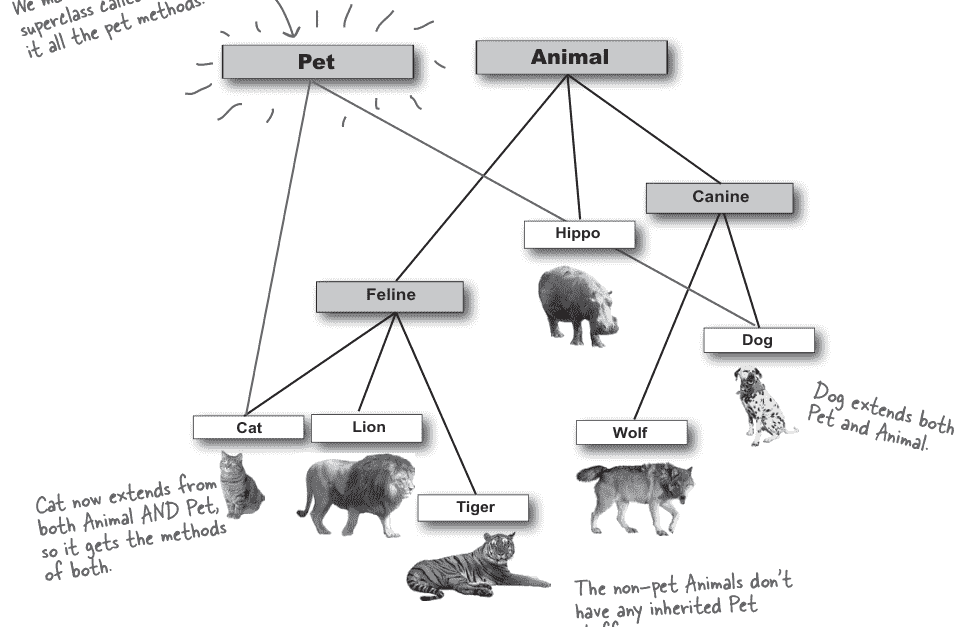 We
superclass called
it all the pet methods.
Pet
Animal
Canine
Hippo
Feline
Dog
Dog extends both
Pet and Animal.
Cat
Lion
Wolf
Tiger
Cat now extends from
both Animal AND Pet,
so it gets the methods
of both.
The non-pet Animals don't
have any inherited Pet